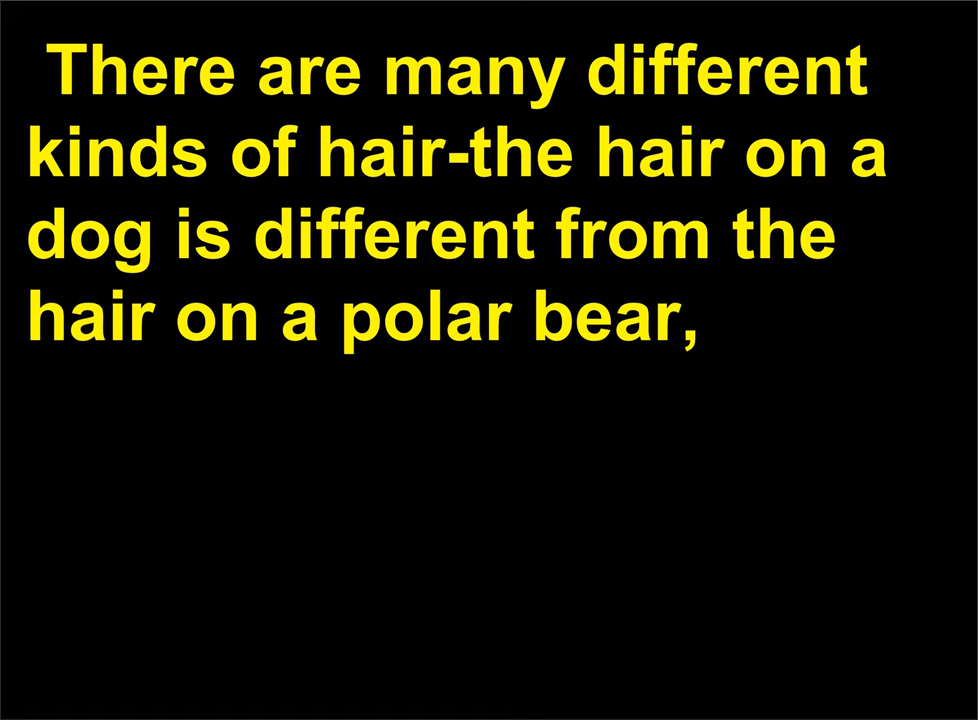 There are many different
kinds of hair-the hair on a
dog is different from the
hair on a polar bear,